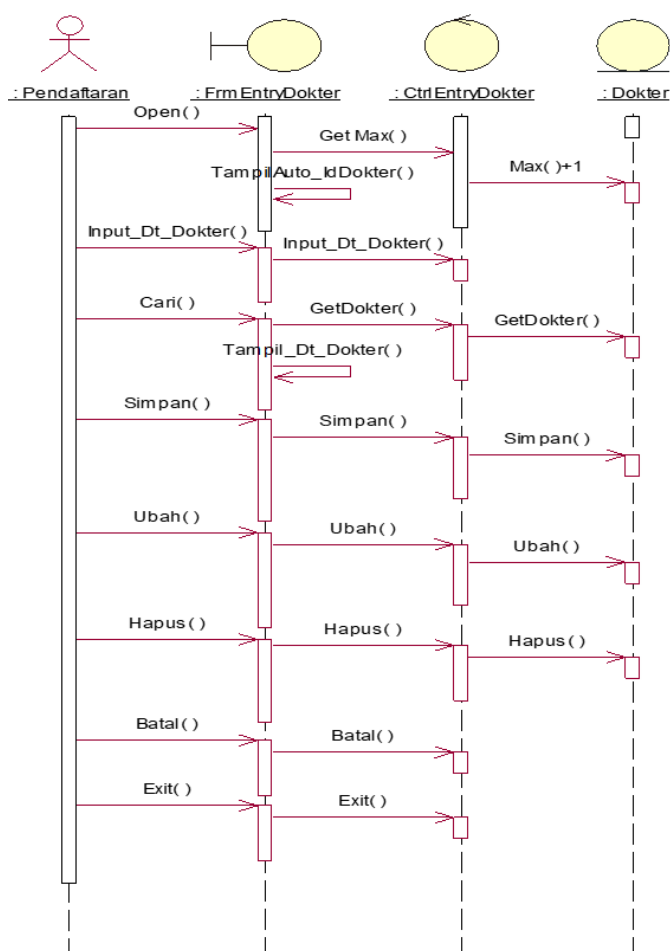 : Pendaftaran
: FrmEntryDokter
: CtrlEntryDokter
: Dokter
Open( )
Get Max( )
TampilAuto_IdDokter( )
Max( )+1
Input_Dt_Dokter( )
Input_Dt_Dokter( )
Cari( )
GetDokter( )
GetDokter( )
Tampil_Dt_Dokter( )
Simpan( )
Simpan( )
Simpan( )
Ubah( )
Ubah( )
Ubah( )
Hapus( )
Hapus( )
Hapus( )
Batal( )
Batal( )
Exit( )
Exit( )